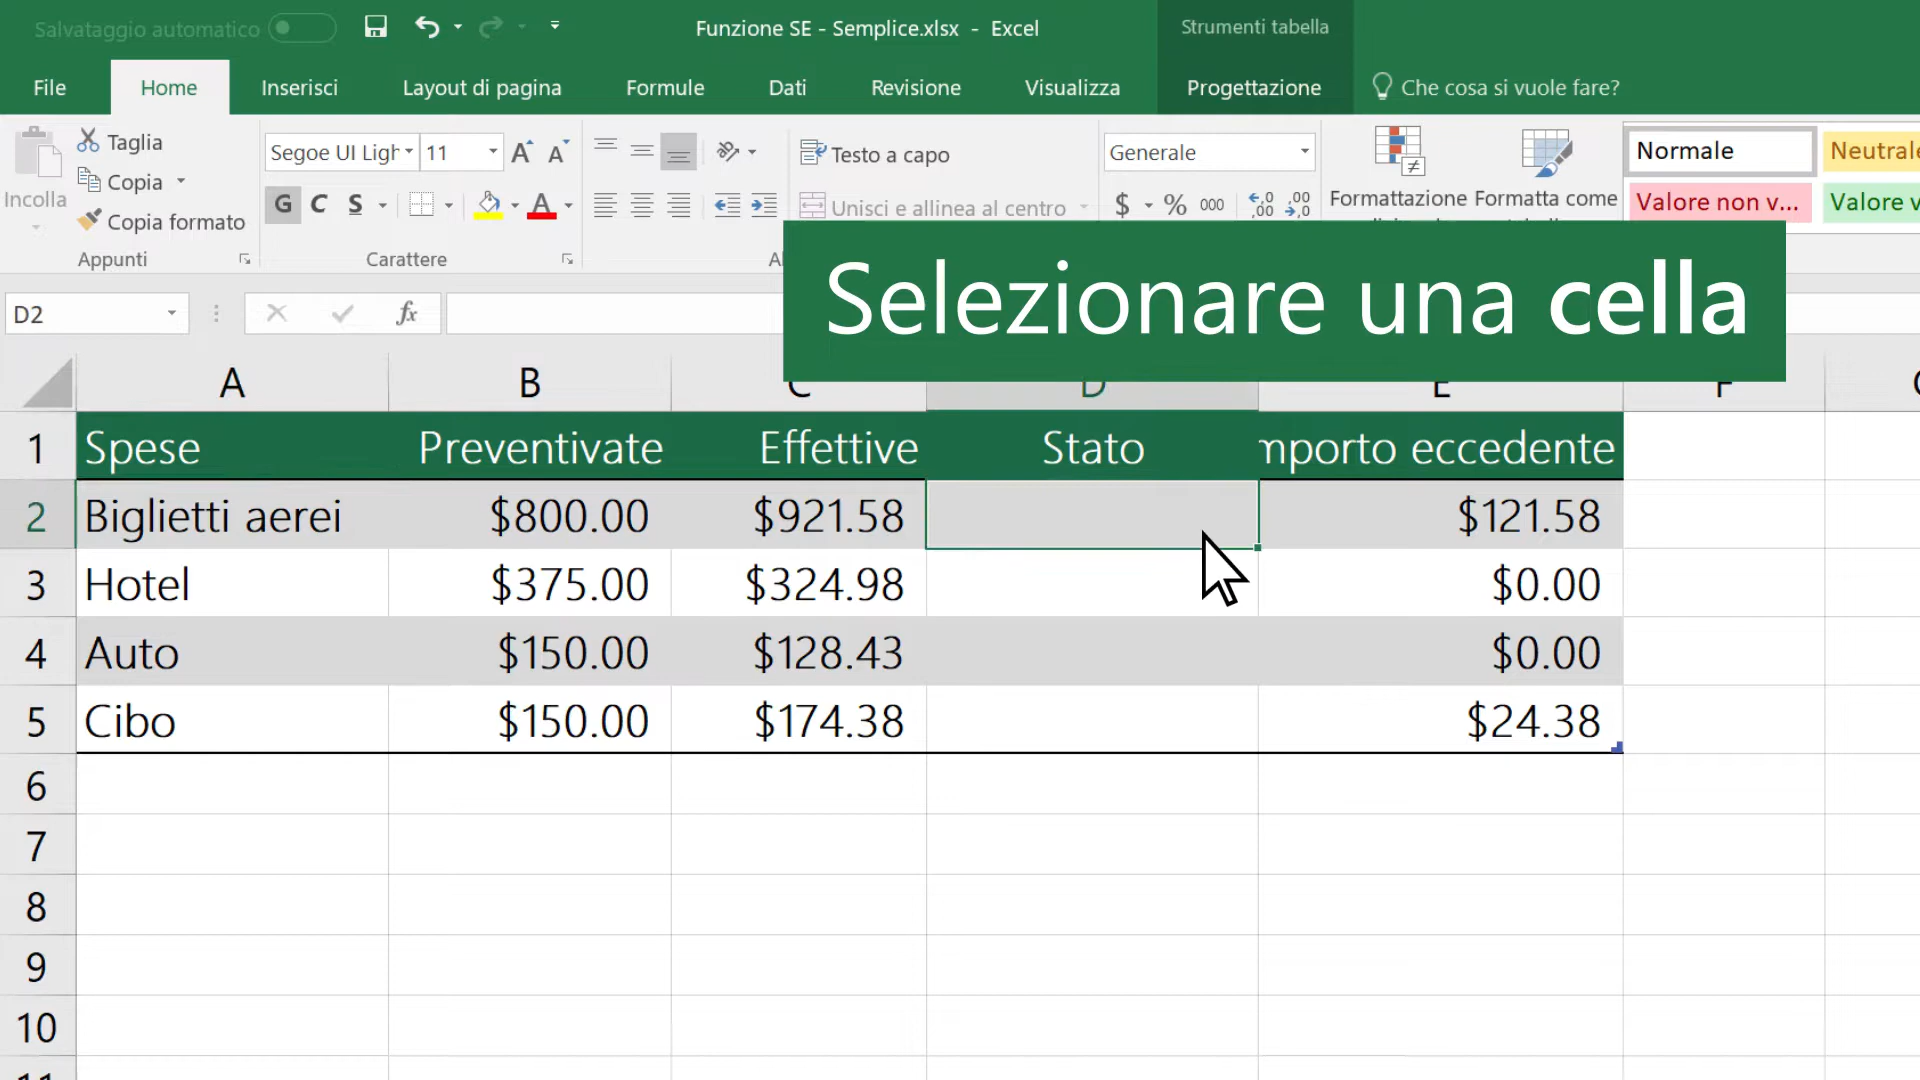 Salvataggio automatico
Funzione SE - Semplice.xlsx - Excel
Strumenti tabella
File Home Inserisci Layout di pagina Formule Dati Revisione Visualizza Progettazione Che cosa si vuole fare?
Incolla
Taglia
Copia
Copia formato
Appunti
Segoe UI Ligh 11
G C S
Carattere
Testo a capo
Unisci e allinea al centro
Generale
$ % 000
Formattazione
Formatta come
Normale Neutrale
Valore non v... Valore v
Selezionare una cella
D2
fx
A B C D E F
1 Spese Preventivate Effettive Stato mporto eccedente
2 Biglietti aerei $800.00 $921.58 $121.58
3 Hotel $375.00 $324.98 $0.00
4 Auto $150.00 $128.43 $0.00
5 Cibo $150.00 $174.38 $24.38
6
7
8
9
10